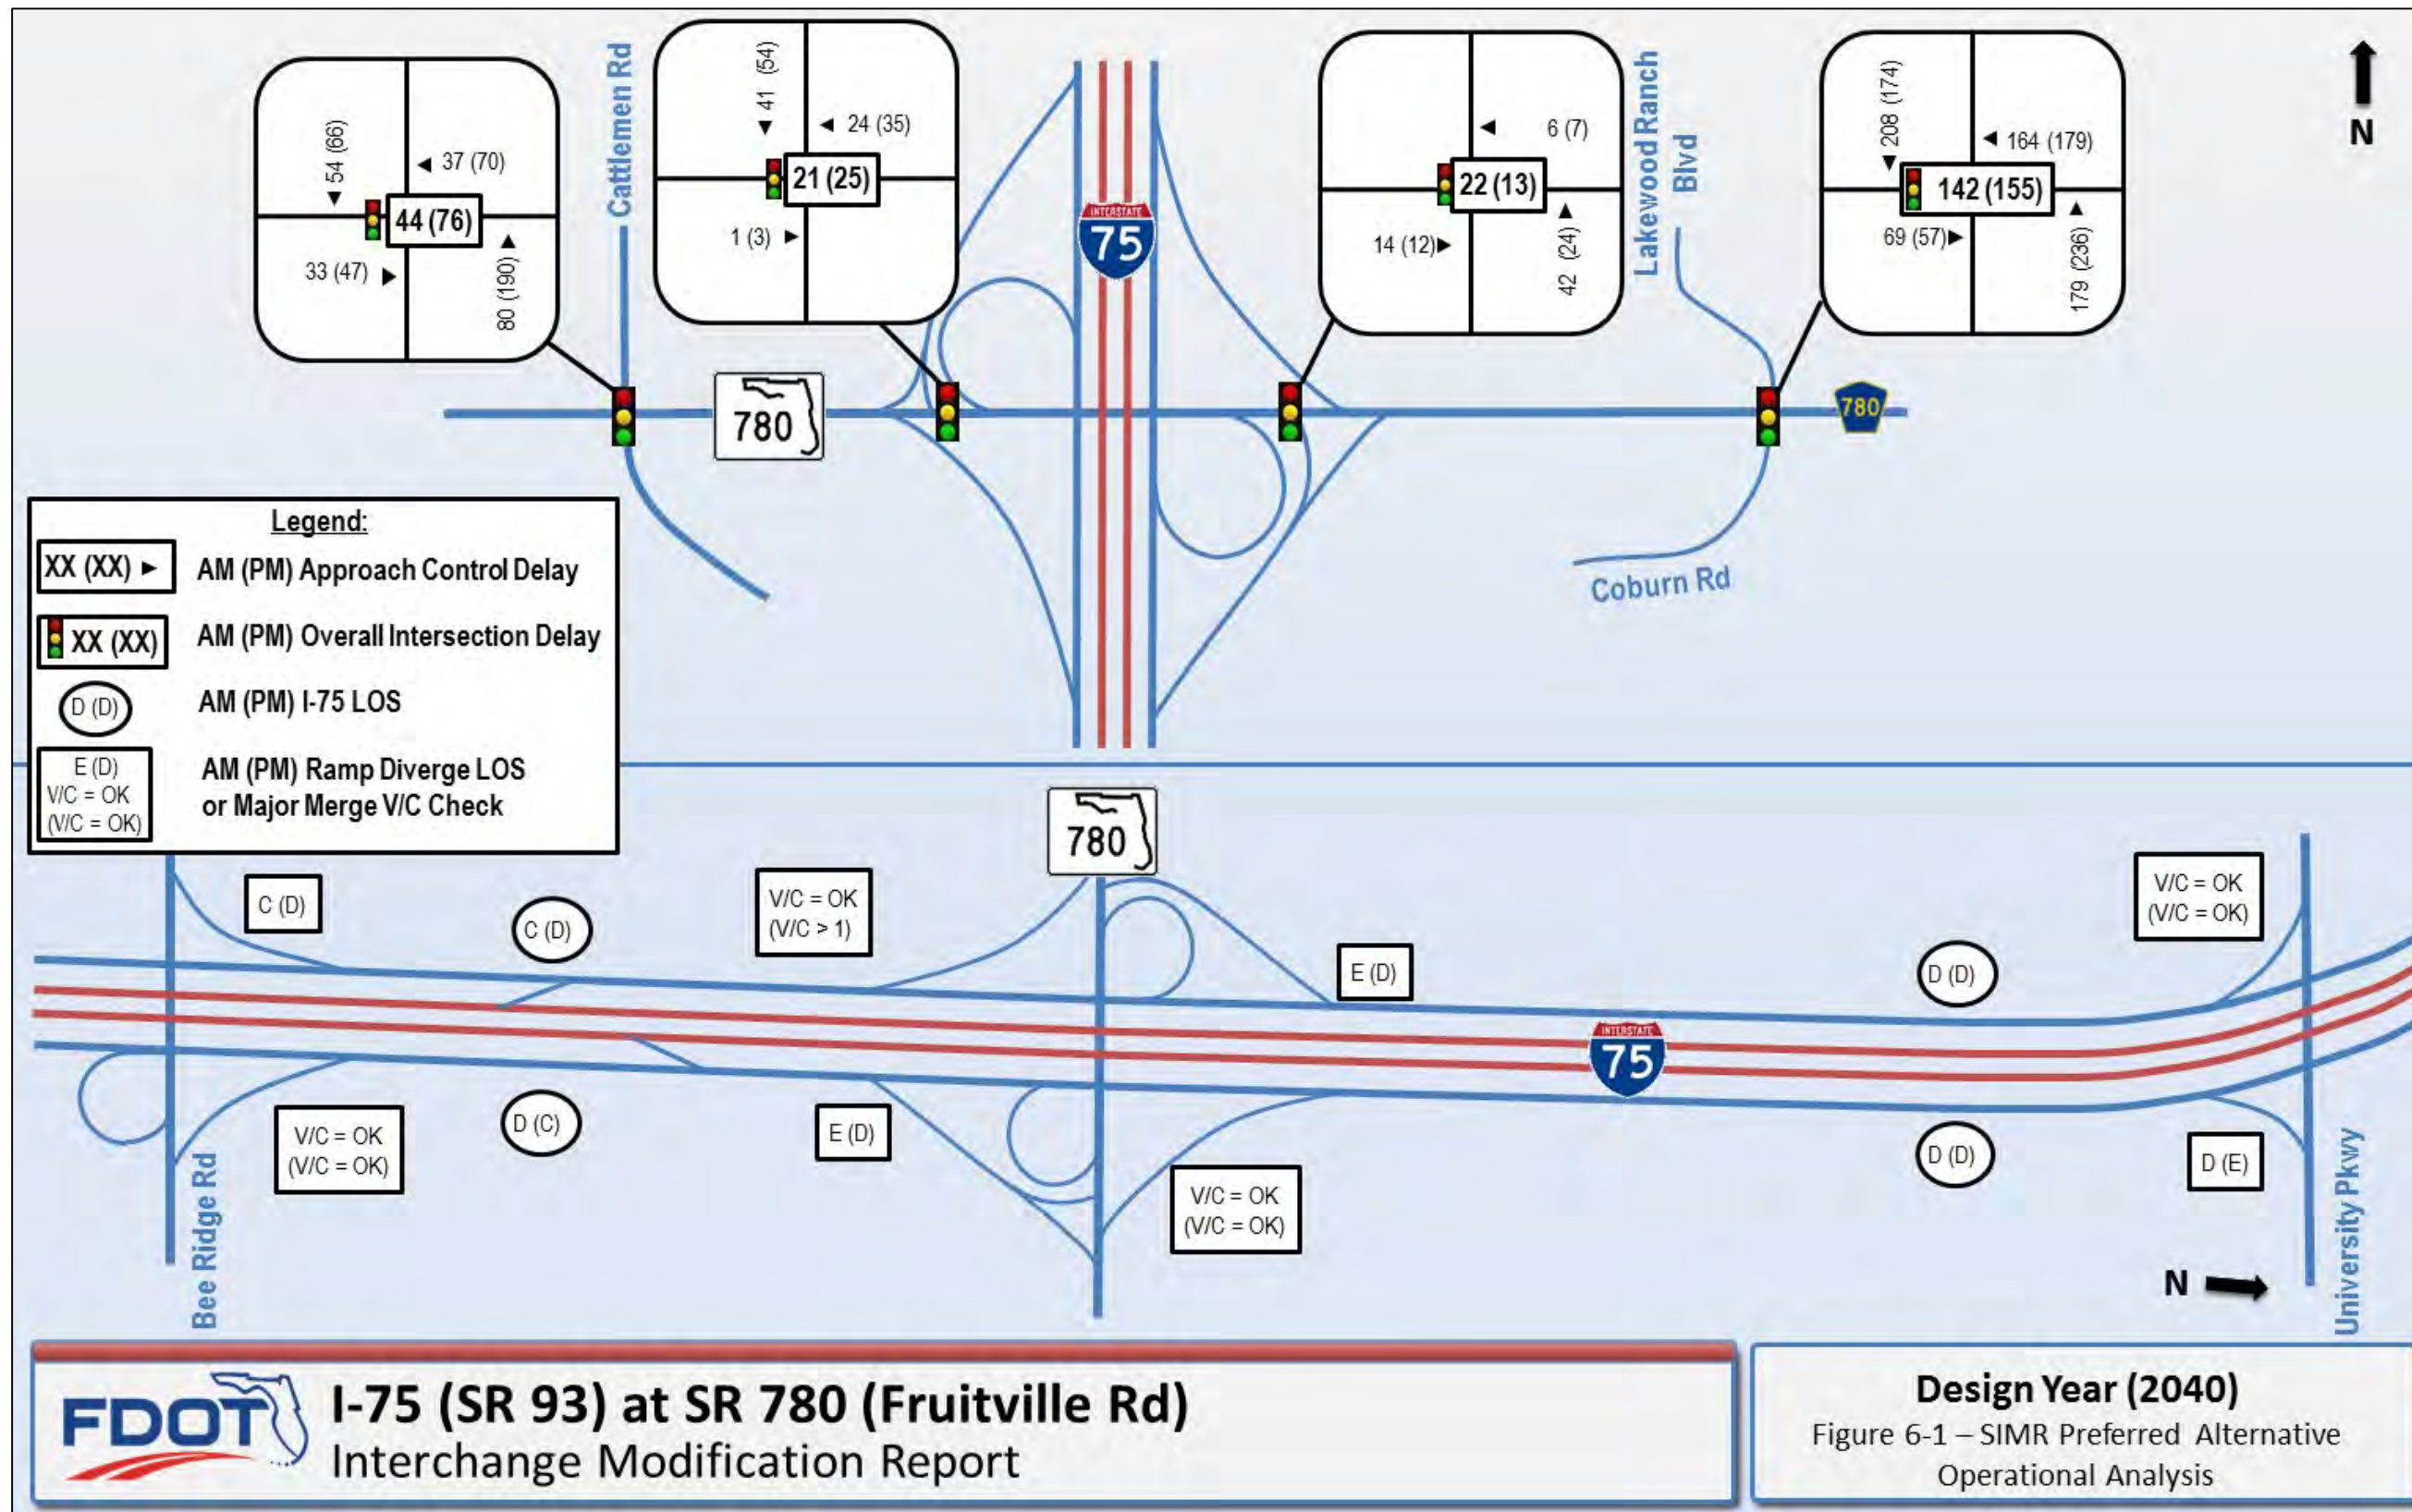 Cattlemen Rd
54 (66)
37 (70)
44 (76)
33 (47)
80 (190)
41 (54)
24 (35)
21 (25)
1 (3)
INTERSTATE
75
6 (7)
22 (13)
14 (12)
42 (24)
Lakewood Ranch
Blvd
208 (174)
164 (179)
142 (155)
69 (57)
179 (236)
N
780
780
Coburn Rd
Legend:
XX (XX)
AM (PM) Approach Control Delay
XX (XX)
AM (PM) Overall Intersection Delay
D (D)
AM (PM) I-75 LOS
E (D)
V/C = OK
(V/C = OK)
AM (PM) Ramp Diverge LOS
or Major Merge V/C Check
780
C (D)
C (D)
V/C = OK
(V/C > 1)
E (D)
D (D)
V/C = OK
(V/C = OK)
INTERSTATE
75
V/C = OK
(V/C = OK)
D (C)
E (D)
V/C = OK
(V/C = OK)
D (D)
D (E)
Bee Ridge Rd
University Pkwy
N
FDOT
I-75 (SR 93) at SR 780 (Fruitville Rd)
Interchange Modification Report
Design Year (2040)
Figure 6-1 – SIMR Preferred Alternative
Operational Analysis